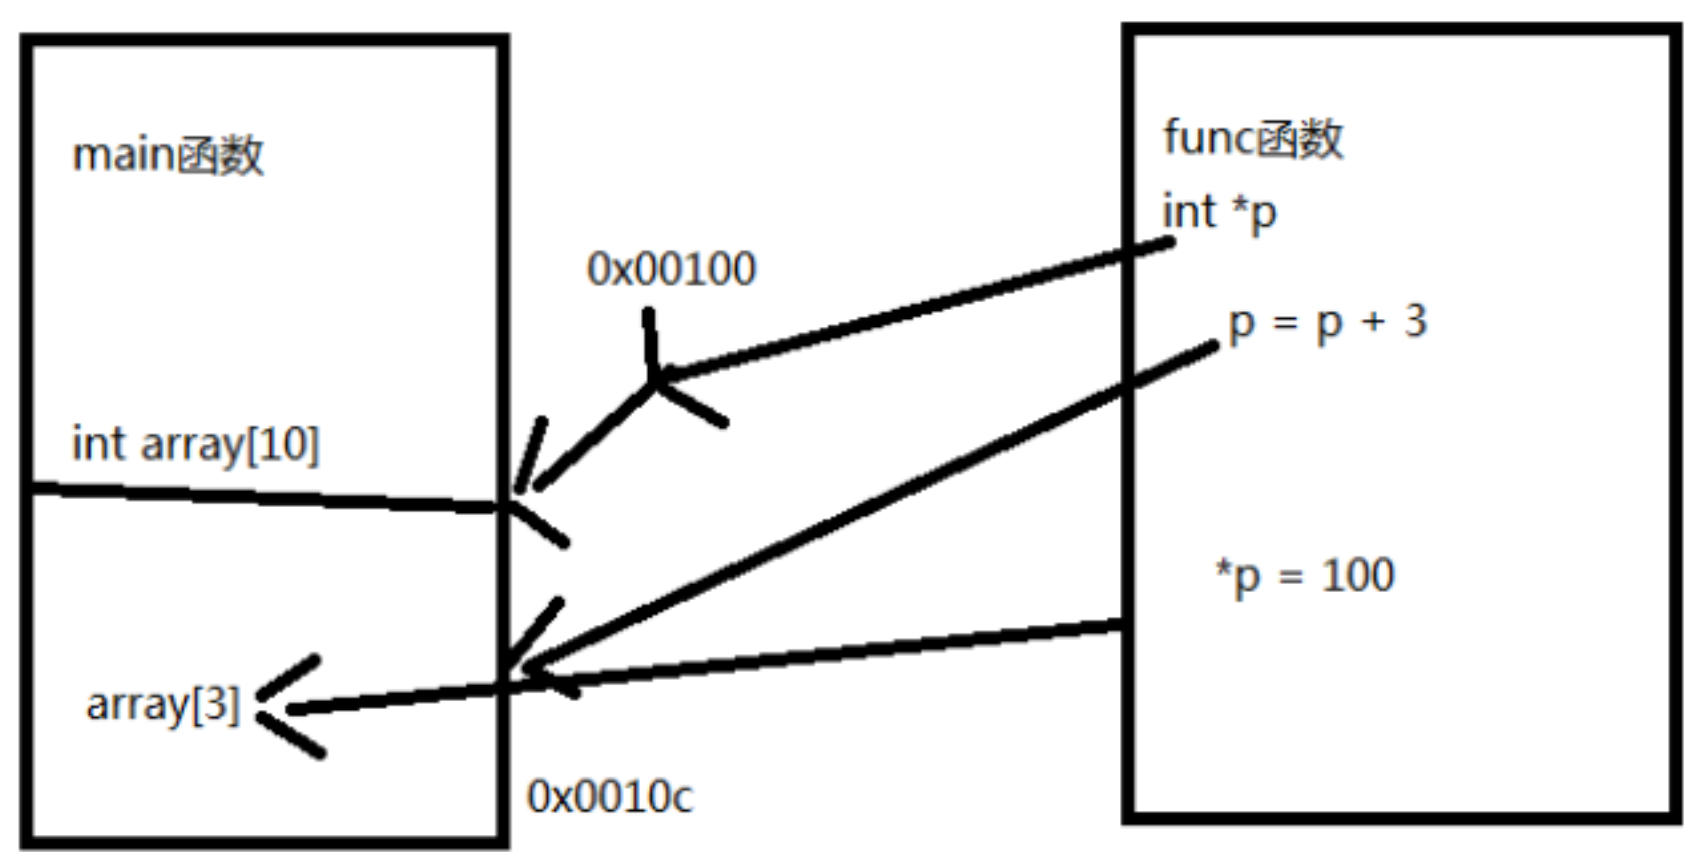 main函数
int array[10]
array[3]
0x00100
0x0010c
func函数
int *p
p = p + 3
*p = 100